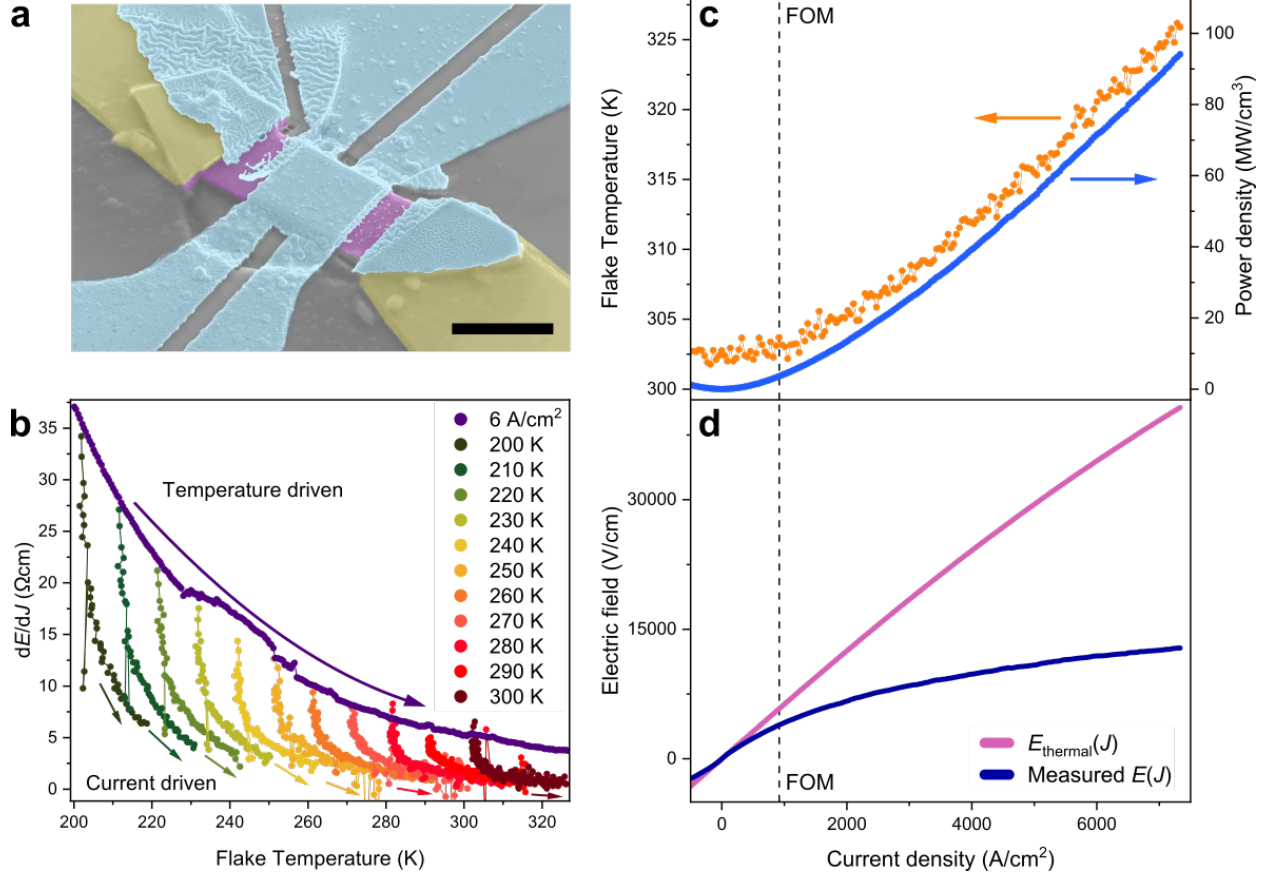 a
b
35
30
25
20
15
10
5
0
dE/dJ (Ωcm)
200
220
240
260
280
300
320
Flake Temperature (K)
Temperature driven
Current driven
6 A/cm²
200 K
210 K
220 K
230 K
240 K
250 K
260 K
270 K
280 K
290 K
300 K
c
FOM
325
320
315
310
305
300
Flake Temperature (K)
100
80
60
40
20
0
Power density (MW/cm3)
d
30000
15000
0
Electric field (V/cm)
FOM
E_thermal(J)
Measured E(J)
0
2000
4000
6000
Current density (A/cm²)